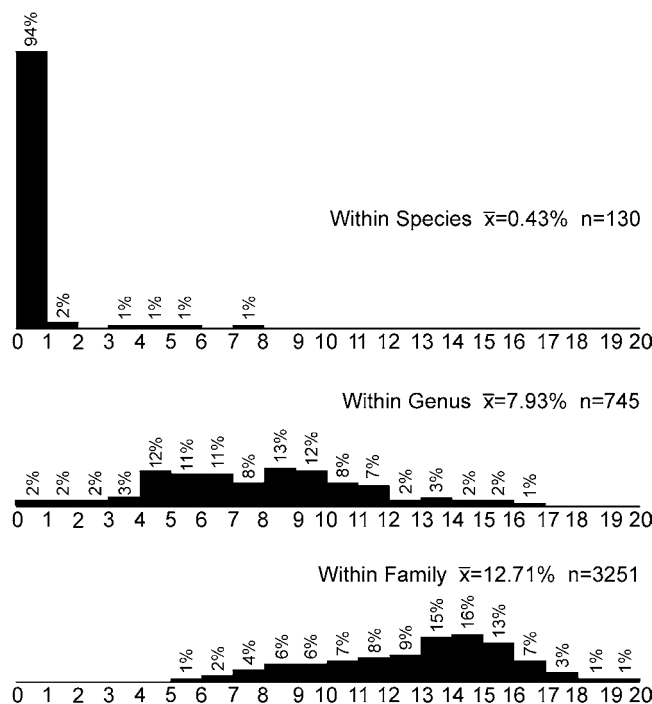 94%
Within Species x̄=0.43% n=130
2% 1% 1% 1% 1%
0 1 2 3 4 5 6 7 8 9 10 11 12 13 14 15 16 17 18 19 20
Within Genus x̄=7.93% n=745
2% 2% 2% 3% 12% 11% 11% 8% 13% 12% 8% 7% 2% 3% 2% 2% 1%
0 1 2 3 4 5 6 7 8 9 10 11 12 13 14 15 16 17 18 19 20
Within Family x̄=12.71% n=3251
1% 2% 4% 6% 6% 7% 8% 9% 15% 16% 13% 7% 3% 1% 1%
0 1 2 3 4 5 6 7 8 9 10 11 12 13 14 15 16 17 18 19 20